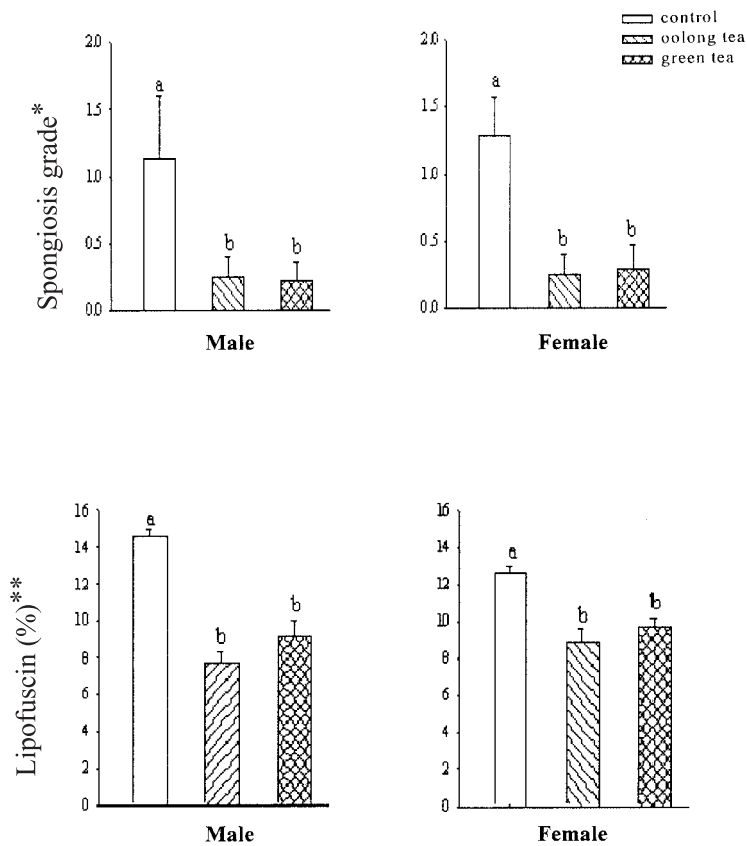 control
oolong tea
green tea
Spongiosis grade*
2.0
1.5
1.0
0.5
0.0
a
b
b
Male
2.0
1.5
1.0
0.5
0.0
a
b
b
Female
Lipofuscin (%)**
16
14
12
10
8
6
4
2
0
a
b
b
Male
16
14
12
10
8
6
4
2
0
a
b
b
Female